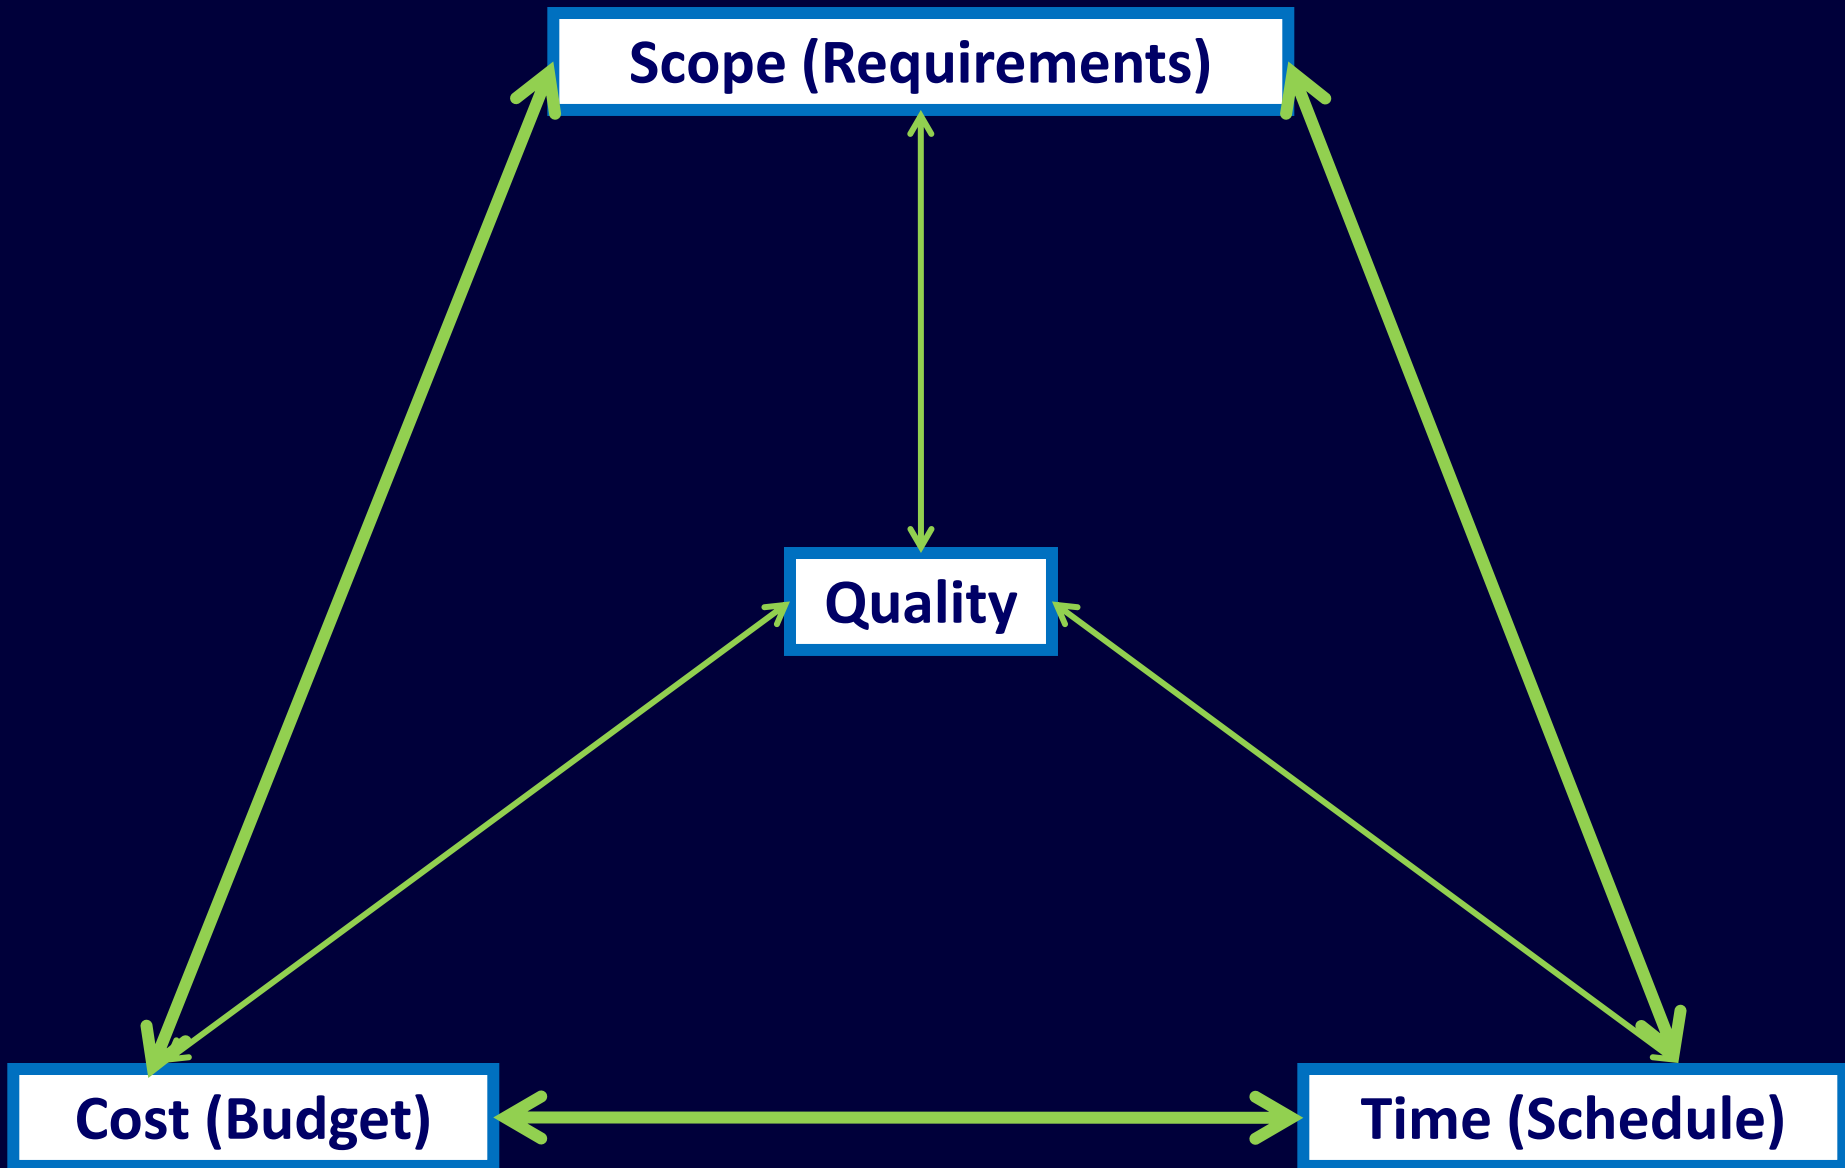 Scope (Requirements)
Quality
Cost (Budget)
Time (Schedule)